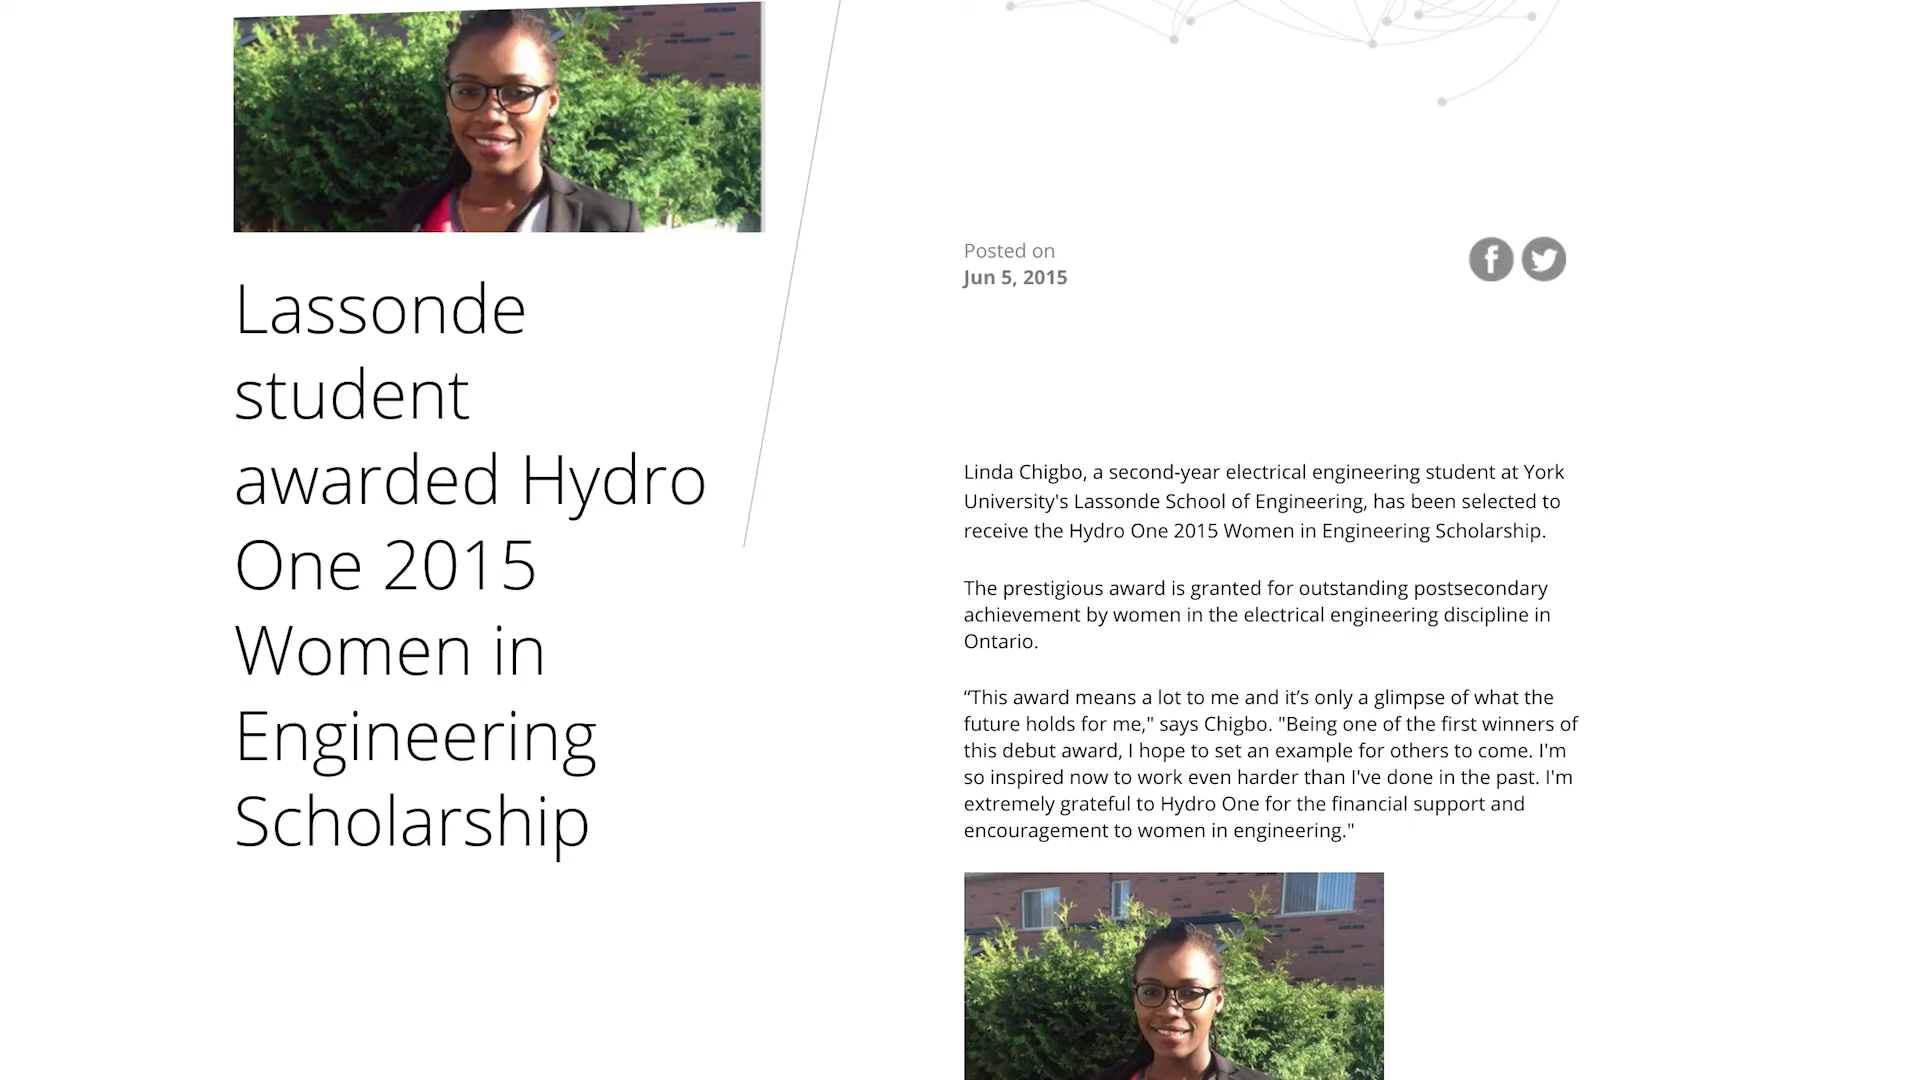 Lassonde
student
awarded Hydro
One 2015
Women in
Engineering
Scholarship
Posted on
Jun 5, 2015
Linda Chigbo, a second-year electrical engineering student at York
University's Lassonde School of Engineering, has been selected to
receive the Hydro One 2015 Women in Engineering Scholarship.
The prestigious award is granted for outstanding postsecondary
achievement by women in the electrical engineering discipline in
Ontario.
“This award means a lot to me and it’s only a glimpse of what the
future holds for me," says Chigbo. "Being one of the first winners of
this debut award, I hope to set an example for others to come. I'm
so inspired now to work even harder than I've done in the past. I'm
extremely grateful to Hydro One for the financial support and
encouragement to women in engineering."